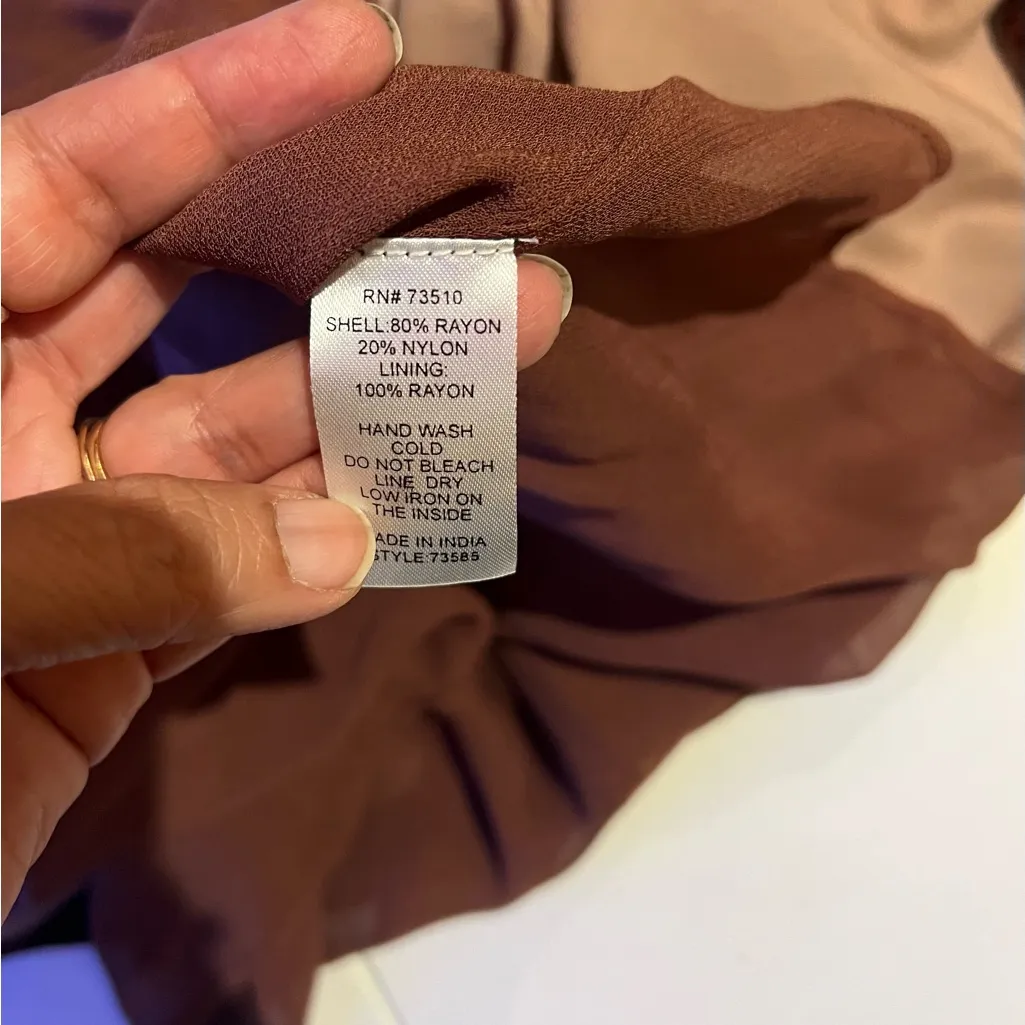 RN# 73510
SHELL:80% RAYON
20% NYLON
LINING:
100% RAYON
HAND WASH
COLD
DO NOT BLEACH
LINE DRY
LOW IRON ON
THE INSIDE
ADE IN INDIA
STYLE:73585